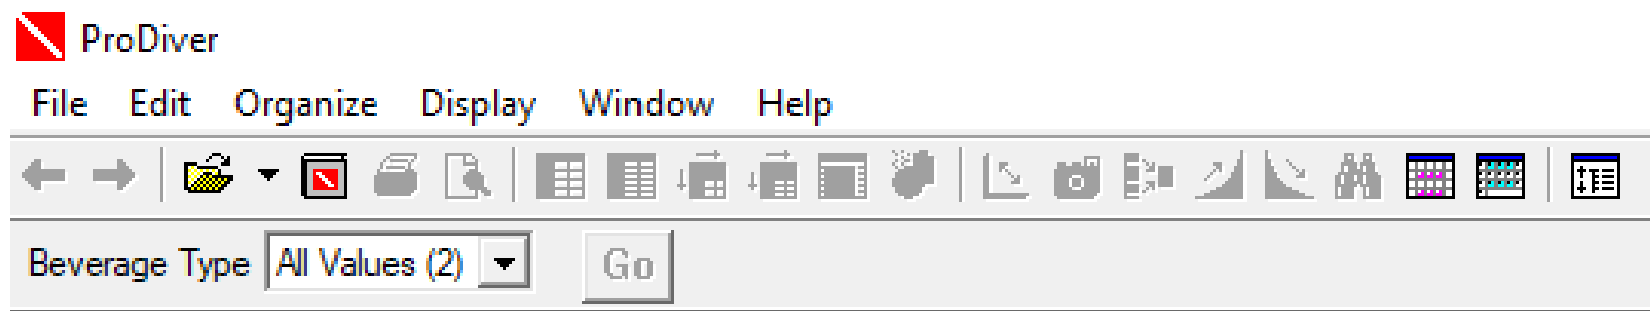 ProDiver
File Edit Organize Display Window Help
Beverage Type All Values (2) Go